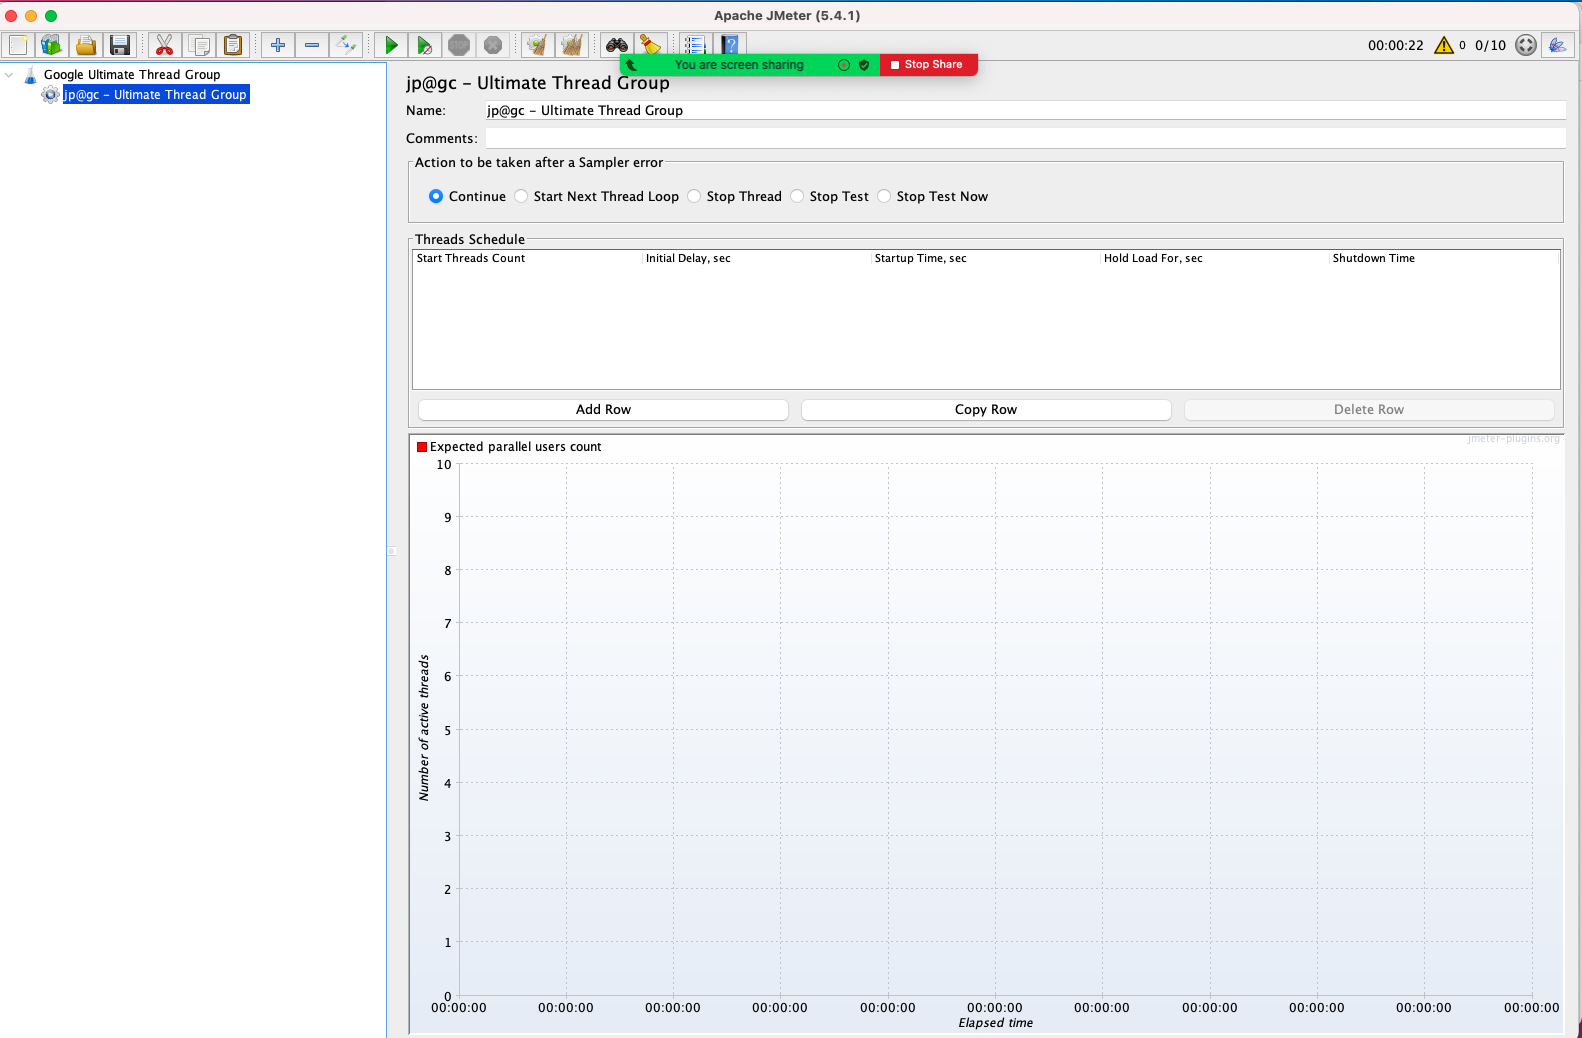 Apache JMeter (5.4.1)
STOP
00:00:22
0
0/10
You are screen sharing
Stop Share
Google Ultimate Thread Group
jp@gc - Ultimate Thread Group
jp@gc - Ultimate Thread Group
Name: jp@gc - Ultimate Thread Group
Comments:
Action to be taken after a Sampler error
Continue Start Next Thread Loop Stop Thread Stop Test Stop Test Now
Threads Schedule
Start Threads Count Initial Delay, sec Startup Time, sec Hold Load For, sec Shutdown Time
Add Row Copy Row Delete Row
jmeter-plugins.org
Expected parallel users count
10
9
8
7
6
5
4
3
2
1
0
Number of active threads
00:00:00 00:00:00 00:00:00 00:00:00 00:00:00 00:00:00 00:00:00 00:00:00 00:00:00 00:00:00 00:00:00
Elapsed time